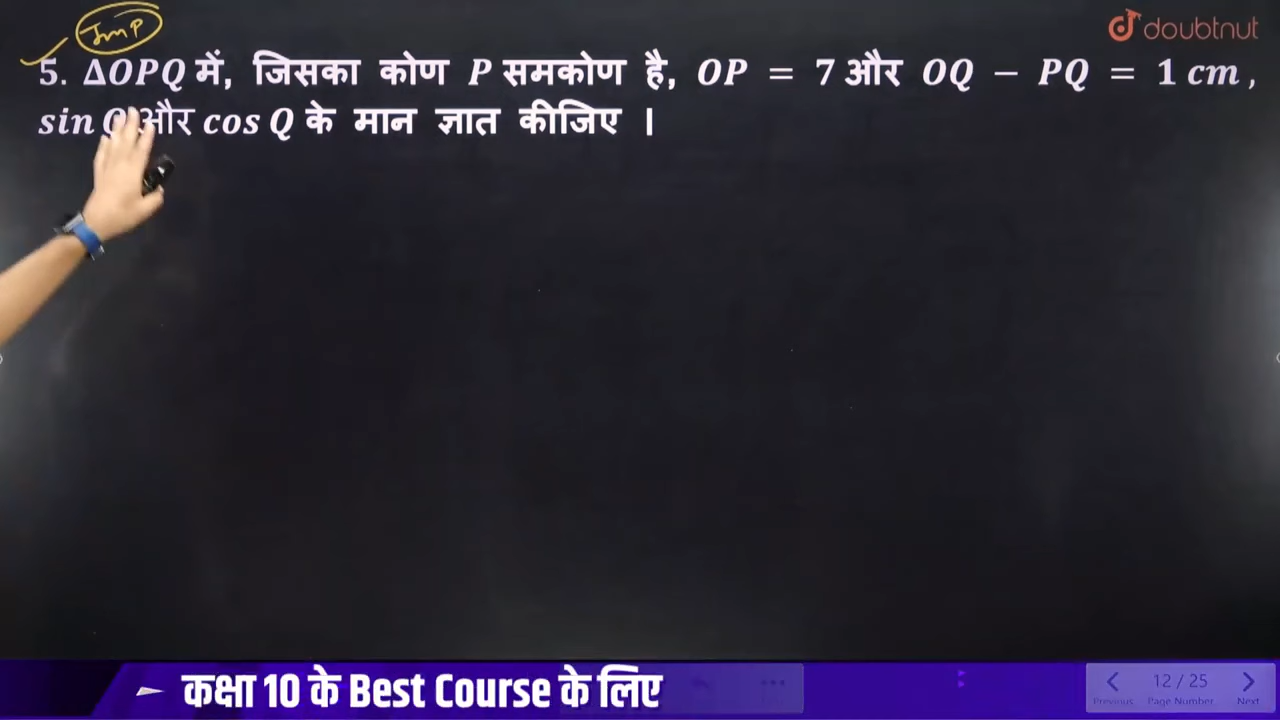 Imp
doubtnut
5. ΔOPQ में, जिसका कोण P समकोण है, OP = 7 और OQ − PQ = 1 cm,
sin Q और cos Q के मान ज्ञात कीजिए ।
कक्षा 10 के Best Course के लिए
12 / 25
Previous Page Number Next